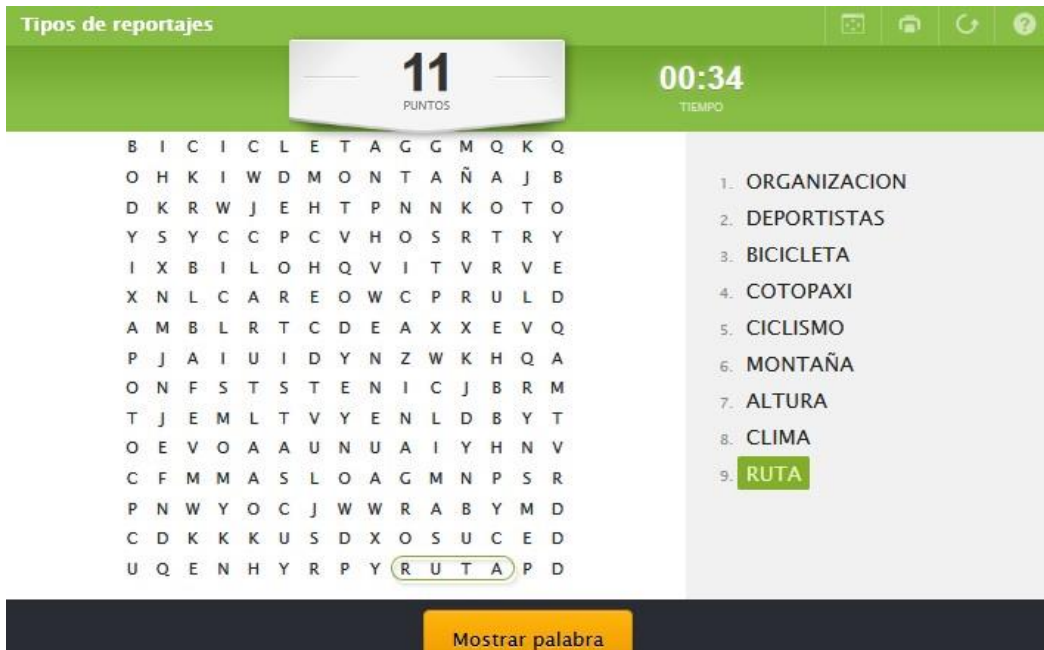 Tipos de reportajes
11
PUNTOS
00:34
TIEMPO
B I C I C L E T A G G M Q K Q
O H K I W D M O N T A Ñ A J B
D K R W J E H T P N N K O T O
Y S Y C C P C V H O S R T R Y
I X B I L O H Q V I T V R V E
X N L C A R E O W C P R U L D
A M B L R T C D E A X X E V Q
P J A I U I D Y N Z W K H Q A
O N F S T S T E N I C J B R M
T J E M L T V Y E N L D B Y T
O E V O A A U N U A I Y H N V
C F M M A S L O A G M N P S R
P N W Y O C J W W R A B Y M D
C D K K K U S D X O S U C E D
U Q E N H Y R P Y R U T A P D
1. ORGANIZACION
2. DEPORTISTAS
3. BICICLETA
4. COTOPAXI
5. CICLISMO
6. MONTAÑA
7. ALTURA
8. CLIMA
9. RUTA
Mostrar palabra